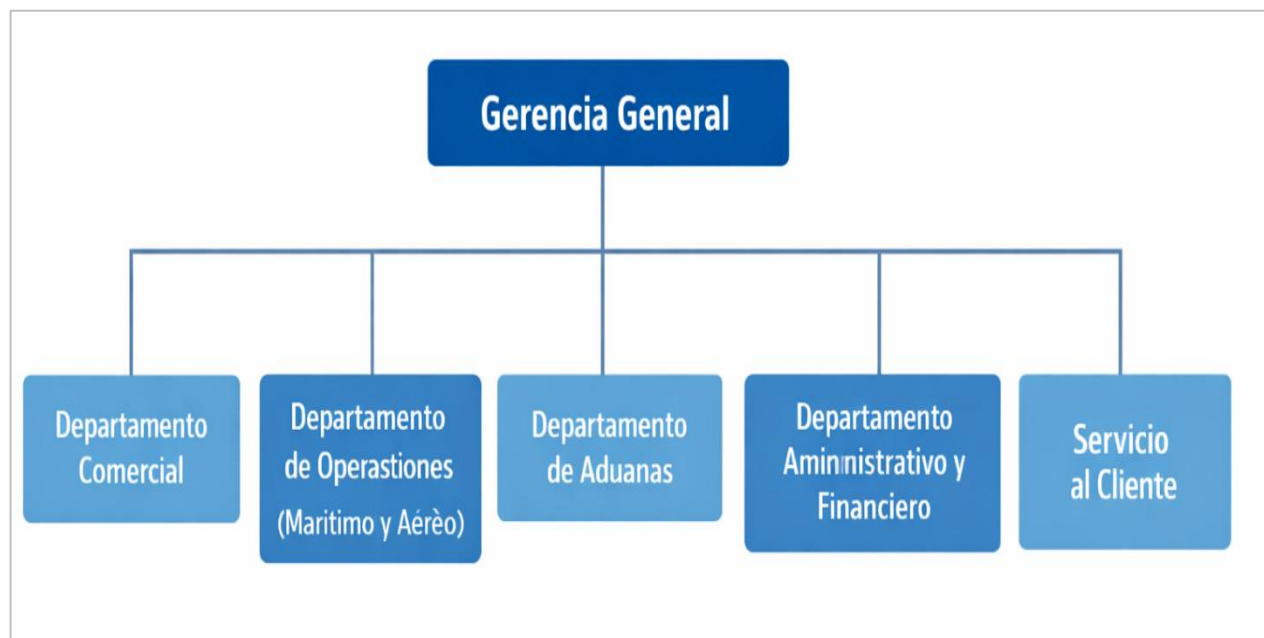 Gerencia General
Departamento
Comercial
Departamento
de Operastiones
(Maritimo y Aérèo)
Departamento
de Aduanas
Departamento
Aminnistrativo y
Financiero
Servicio
al Cliente